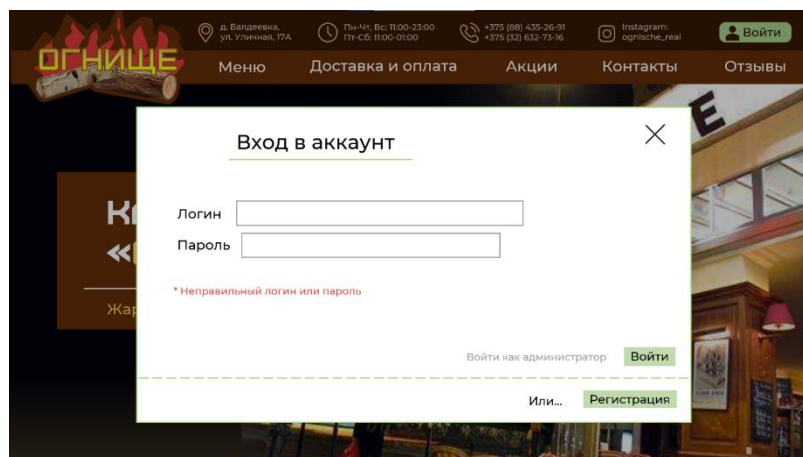 ОГНИЩЕ
д. Балдеевка,
ул. Уличная, 17А
Пн-Чт, Вс: 11:00-23:00
Пт-Сб: 11:00-01:00
+375 (88) 435-26-91
+375 (32) 632-73-16
Instagram:
ognische_real
Войти
Меню
Доставка и оплата
Акции
Контакты
Отзывы
Вход в аккаунт
Логин
Пароль
* Неправильный логин или пароль
Войти как администратор
Войти
Или...
Регистрация